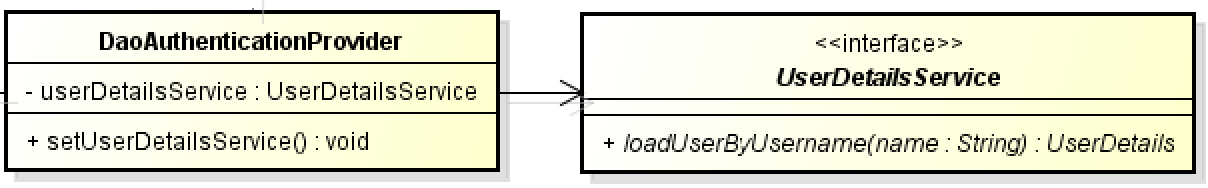 DaoAuthenticationProvider
- userDetailsService : UserDetailsService
+ setUserDetailsService() : void
<<interface>>
UserDetailsService
+ loadUserByUsername(name : String) : UserDetails